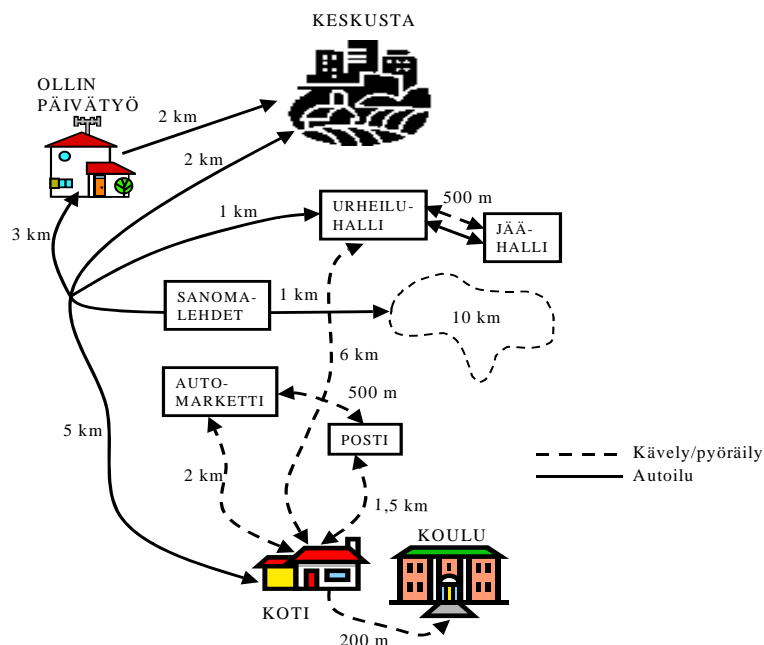 KESKUSTA
OLLIN
PÄIVÄTYÖ
2 km
2 km
3 km
1 km
URHEILU-
HALLI
500 m
JÄÄ-
HALLI
SANOMA-
LEHDET
1 km
10 km
6 km
AUTO-
MARKETTI
500 m
5 km
POSTI
2 km
1,5 km
Kävely/pyöräily
Autoilu
KOULU
KOTI
200 m